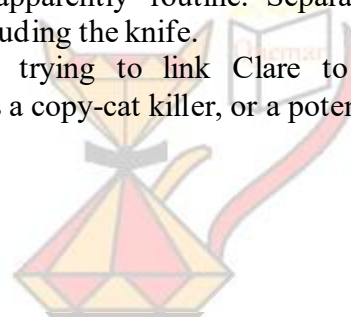 apparently routine. Separa
uding the knife.
trying to link Clare to
a copy-cat killer, or a poten